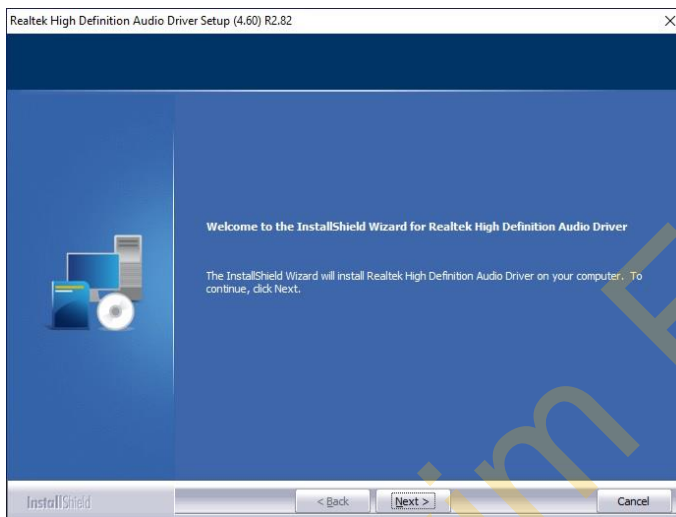 Realtek High Definition Audio Driver Setup (4.60) R2.82
Welcome to the InstallShield Wizard for Realtek High Definition Audio Driver
The InstallShield Wizard will install Realtek High Definition Audio Driver on your computer. To
continue, click Next.
InstallShield
< Back
Next >
Cancel